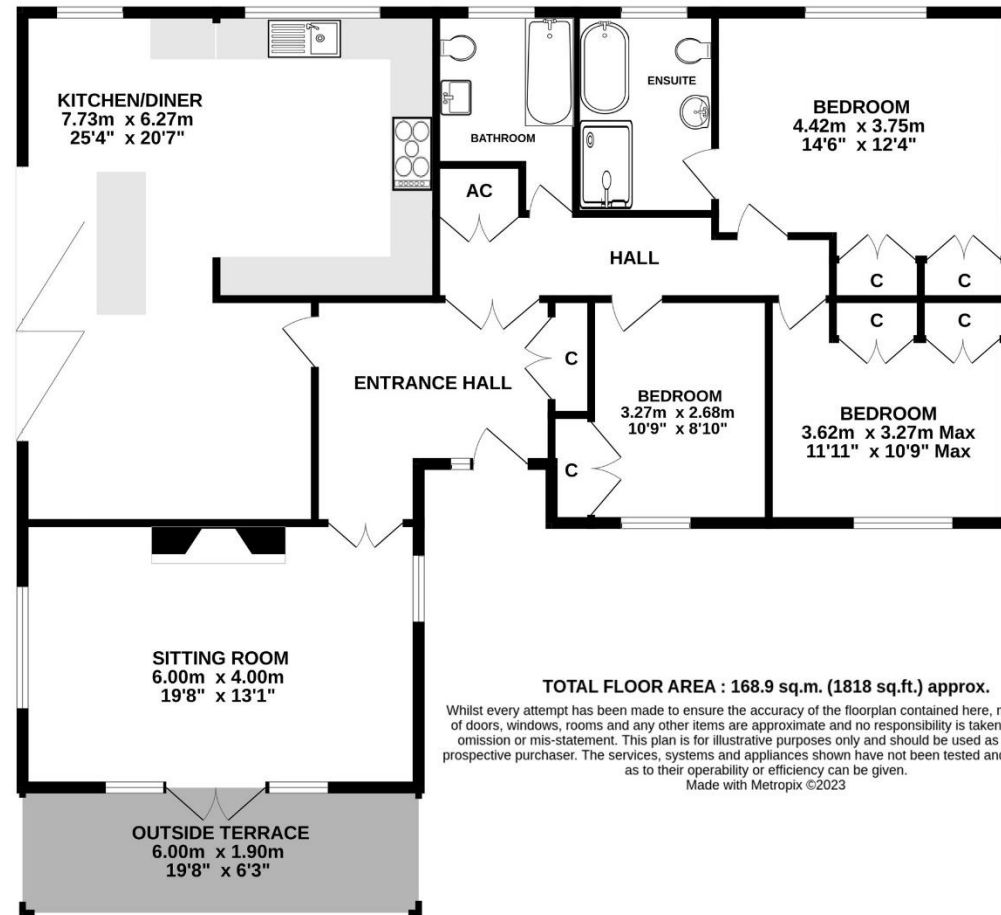 KITCHEN/DINER
7.73m x 6.27m
25'4" x 20'7"
BATHROOM
ENSUITE
BEDROOM
4.42m x 3.75m
14'6" x 12'4"
AC
HALL
C
C
C
C
ENTRANCE HALL
C
BEDROOM
3.27m x 2.68m
10'9" x 8'10"
C
BEDROOM
3.62m x 3.27m Max
11'11" x 10'9" Max
SITTING ROOM
6.00m x 4.00m
19'8" x 13'1"
OUTSIDE TERRACE
6.00m x 1.90m
19'8" x 6'3"
TOTAL FLOOR AREA : 168.9 sq.m. (1818 sq.ft.) approx.
Whilst every attempt has been made to ensure the accuracy of the floorplan contained here,
of doors, windows, rooms and any other items are approximate and no responsibility is taken
omission or mis-statement. This plan is for illustrative purposes only and should be used as
prospective purchaser. The services, systems and appliances shown have not been tested and
as to their operability or efficiency can be given.
Made with Metropix ©2023